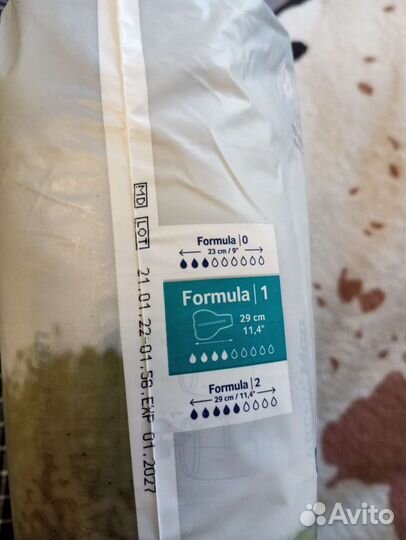 MD LOT 21.01.22-01.58.EXP 01.2027
Formula|0
23 cm / 9"
Formula|1
29 cm
11,4"
Formula|2
29 cm / 11,4"
Avito